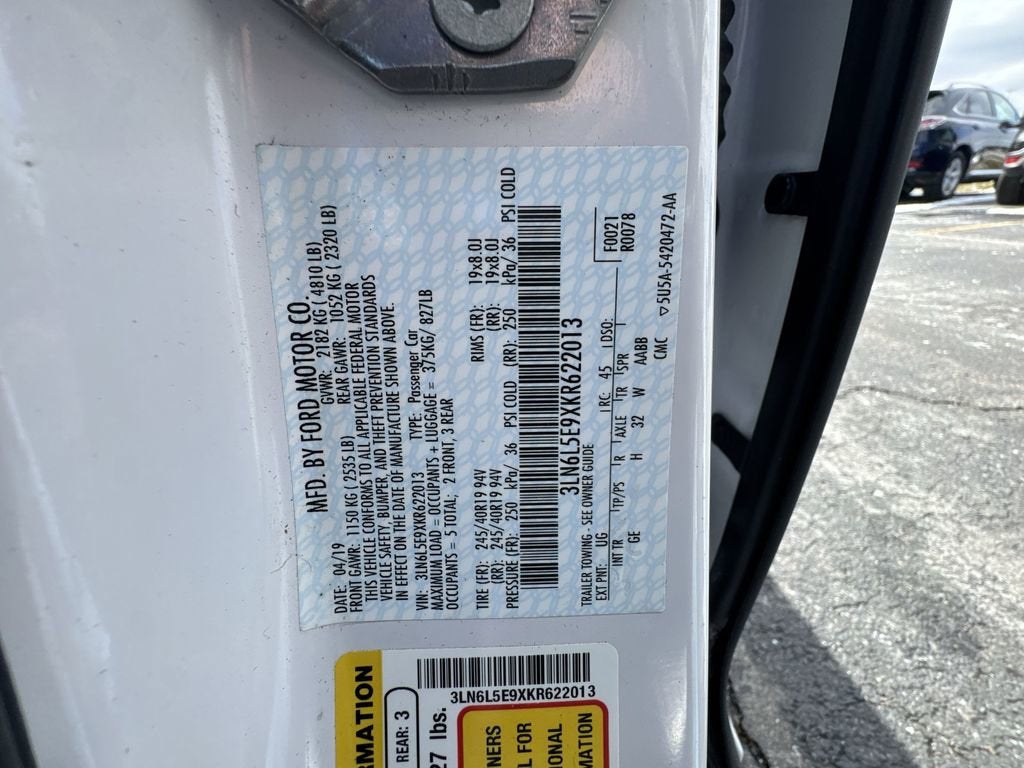 MFD. BY FORD MOTOR CO.
DATE: 04/19 GVWR: 2182 KG ( 4810 LB)
FRONT GAWR: 1150 KG ( 2535 LB) REAR GAWR: 1052 KG ( 2320 LB)
THIS VEHICLE CONFORMS TO ALL APPLICABLE FEDERAL MOTOR
VEHICLE SAFETY, BUMPER, AND THEFT PREVENTION STANDARDS
IN EFFECT ON THE DATE OF MANUFACTURE SHOWN ABOVE.
VIN: 3LN6L5E9XKR622013 TYPE: Passenger Car
MAXIMUM LOAD = OCCUPANTS + LUGGAGE = 375KG/ 827LB
OCCUPANTS = 5 TOTAL; 2 FRONT, 3 REAR
TIRE (FR): 245/40R19 94V RIMS (FR): 19x8.0J
(RR): 245/40R19 94V (RR): 19x8.0J
PRESSURE (FR): 250 kPa/ 36 PSI COLD (RR): 250 kPa/ 36 PSI COLD
3LN6L5E9XKR622013
TRAILER TOWING- SEE OWNER GUIDE F0021
EXT PNT: UG RC: 45 DSO: R0078
INT TR TP/PS R AXLE TR SPR
GE H 32 W AABB
CMC
▽5U5A-5420472-AA
3LN6L5E9XKR622013
RMATION
REAR: 3
27 lbs.
NERS
L FOR
IONAL
MATION